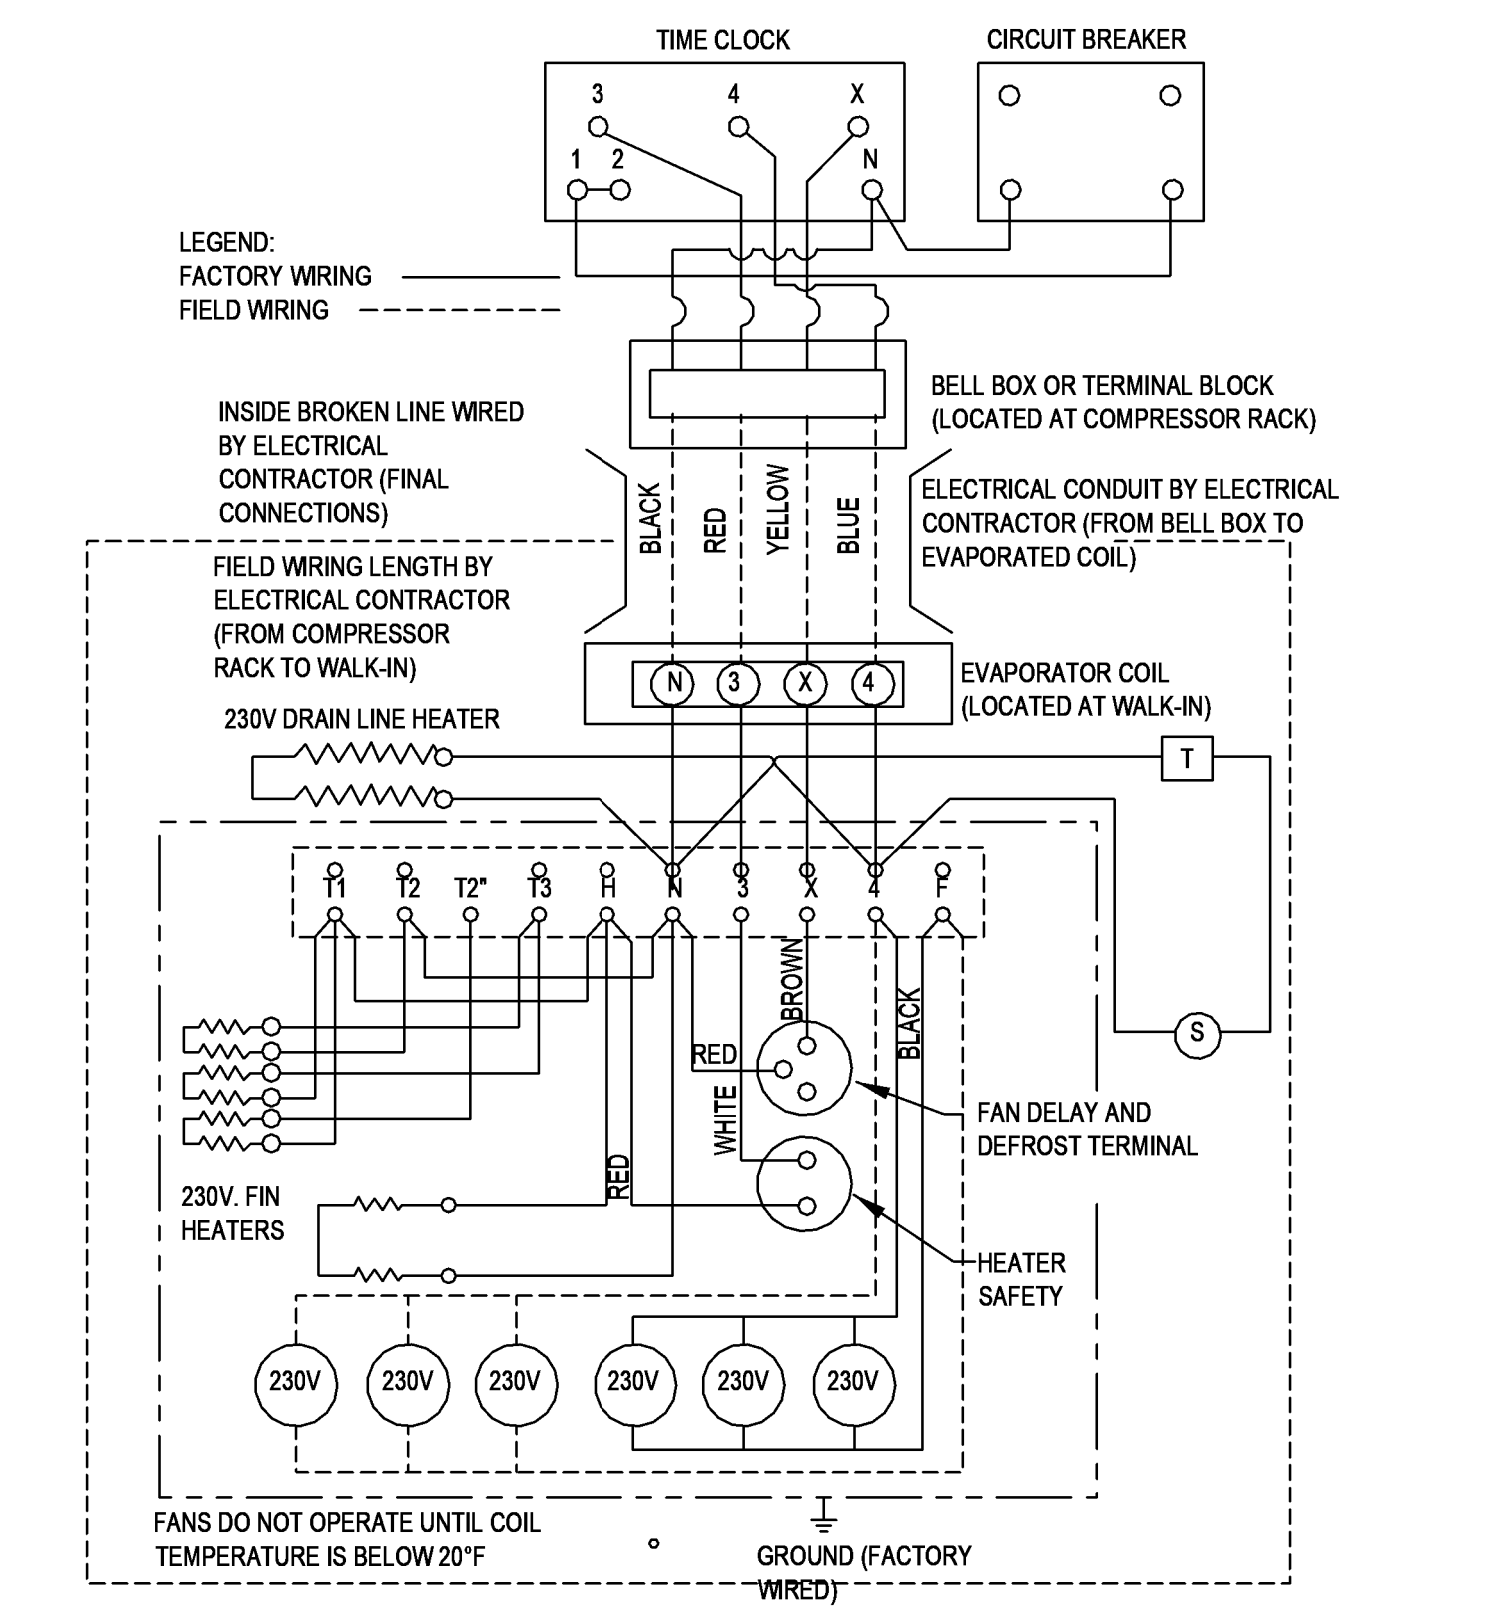 TIME CLOCK
CIRCUIT BREAKER
3 4 X
1 2 N
LEGEND:
FACTORY WIRING
FIELD WIRING
BELL BOX OR TERMINAL BLOCK
(LOCATED AT COMPRESSOR RACK)
INSIDE BROKEN LINE WIRED
BY ELECTRICAL
CONTRACTOR (FINAL
CONNECTIONS)
BLACK
RED
YELLOW
BLUE
ELECTRICAL CONDUIT BY ELECTRICAL
CONTRACTOR (FROM BELL BOX TO
EVAPORATED COIL)
FIELD WIRING LENGTH BY
ELECTRICAL CONTRACTOR
(FROM COMPRESSOR
RACK TO WALK-IN)
N 3 X 4
EVAPORATOR COIL
(LOCATED AT WALK-IN)
230V DRAIN LINE HEATER
T
T1 T2 T2" T3 H N 3 X 4 F
BROWN
BLACK
S
RED
WHITE
FAN DELAY AND
DEFROST TERMINAL
RED
230V. FIN
HEATERS
HEATER
SAFETY
230V 230V 230V 230V 230V 230V
FANS DO NOT OPERATE UNTIL COIL
TEMPERATURE IS BELOW 20°F
GROUND (FACTORY
WIRED)